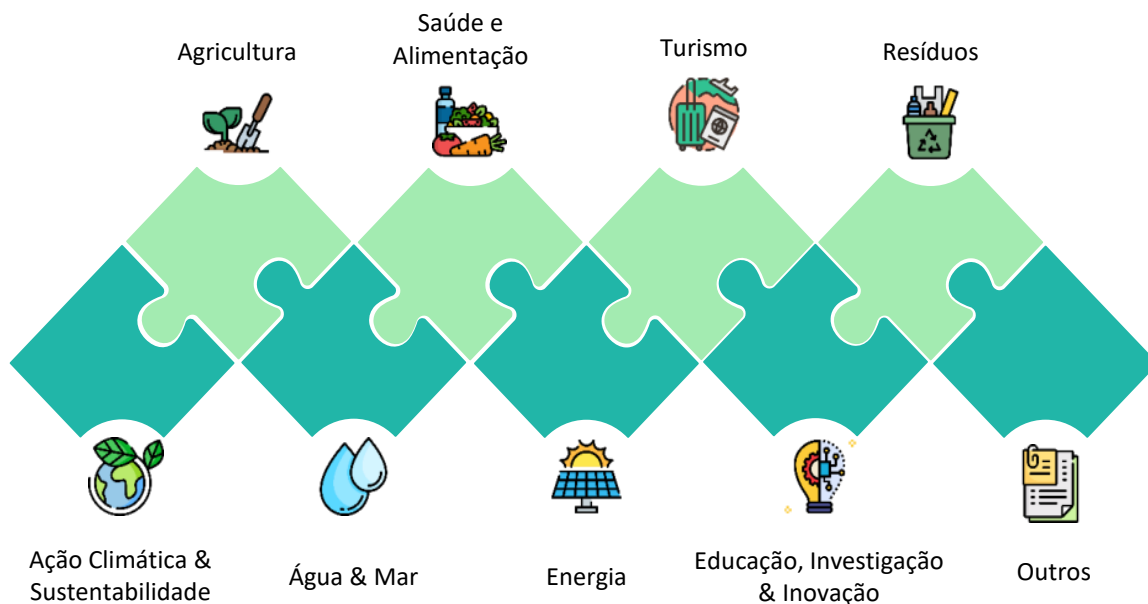 Agricultura
Saúde e
Alimentação
Turismo
Resíduos
Ação Climática &
Sustentabilidade
Água & Mar
Energia
Educação, Investigação
& Inovação
Outros